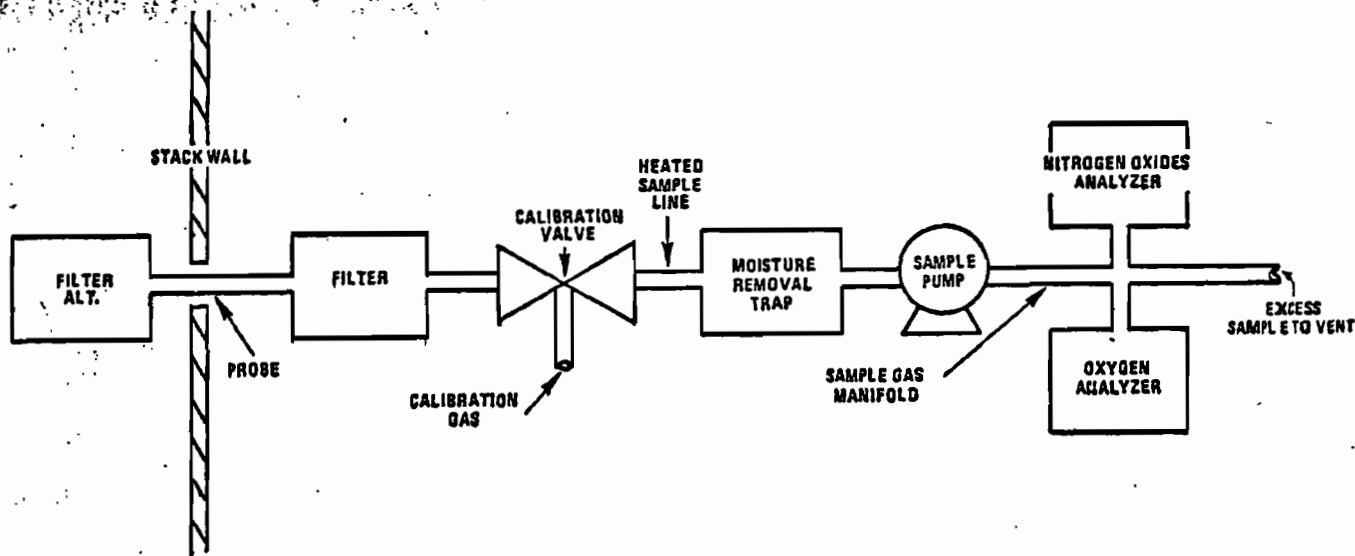 STACK WALL
FILTER
ALT.
PROBE
FILTER
CALIBRATION
VALVE
CALIBRATION
GAS
HEATED
SAMPLE
LINE
MOISTURE
REMOVAL
TRAP
SAMPLE
PUMP
SAMPLE GAS
MANIFOLD
NITROGEN OXIDES
ANALYZER
OXYGEN
ANALYZER
EXCESS
SAMPLE TO VENT